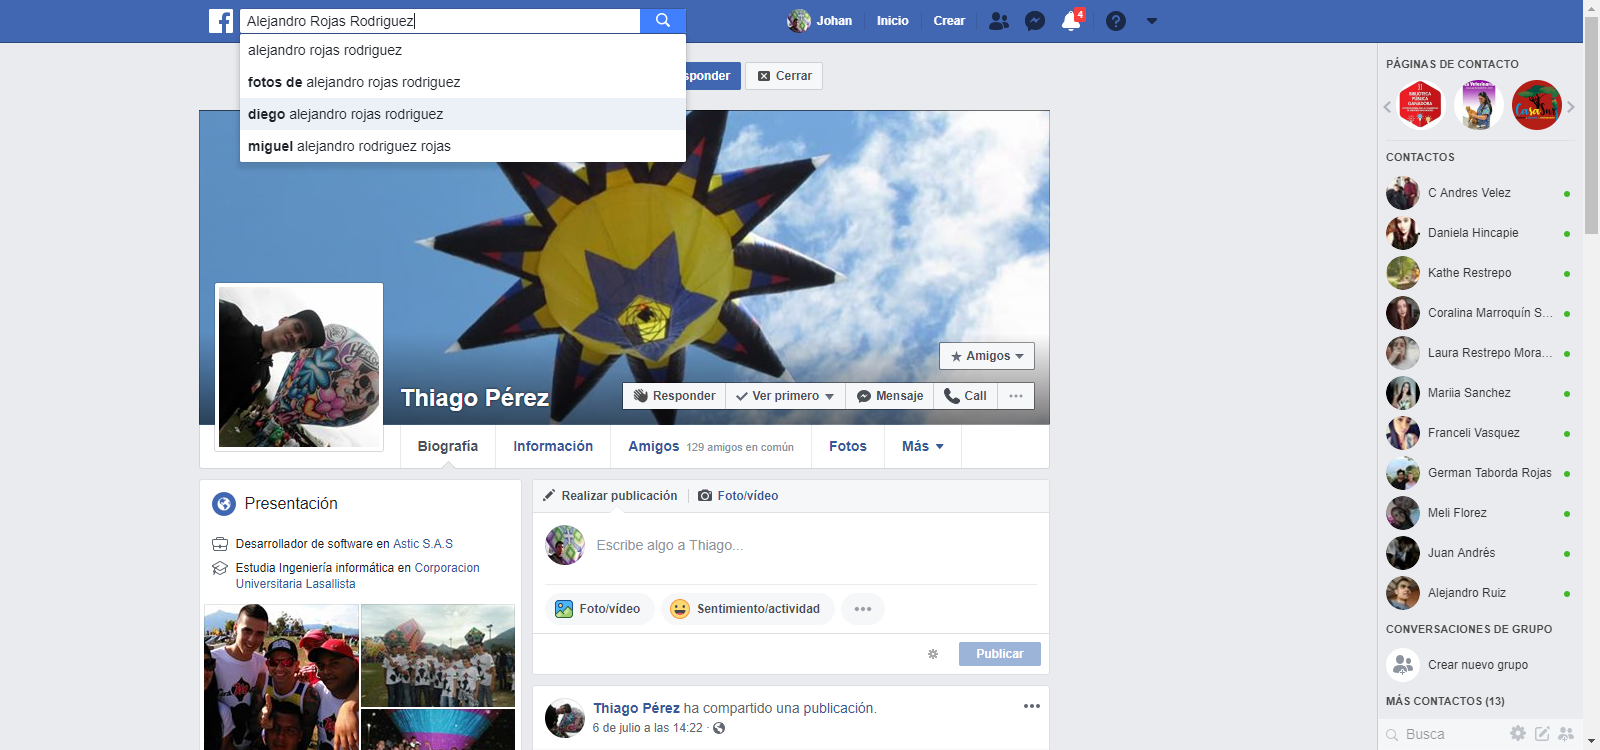 Alejandro Rojas Rodriguez
Johan
Inicio
Crear
4
alejandro rojas rodriguez
fotos de alejandro rojas rodriguez
diego alejandro rojas rodriguez
miguel alejandro rodriguez rojas
sponder
Cerrar
Amigos
Thiago Pérez
Responder
Ver primero
Mensaje
Call
Biografía
Información
Amigos 129 amigos en común
Fotos
Más
Presentación
Desarrollador de software en Astic S.A.S
Estudia Ingeniería informática en Corporacion
Universitaria Lasallista
Realizar publicación
Foto/vídeo
Escribe algo a Thiago...
Foto/vídeo
Sentimiento/actividad
Publicar
Thiago Pérez ha compartido una publicación.
6 de julio a las 14:22 ·
PÁGINAS DE CONTACTO
BIBLIOTECA
PÚBLICA
GANADORA
CasaSur
CONTACTOS
C Andres Velez
Daniela Hincapie
Kathe Restrepo
Coralina Marroquín S...
Laura Restrepo Mora...
Mariia Sanchez
Franceli Vasquez
German Taborda Rojas
Meli Florez
Juan Andrés
Alejandro Ruiz
CONVERSACIONES DE GRUPO
Crear nuevo grupo
MÁS CONTACTOS (13)
Busca